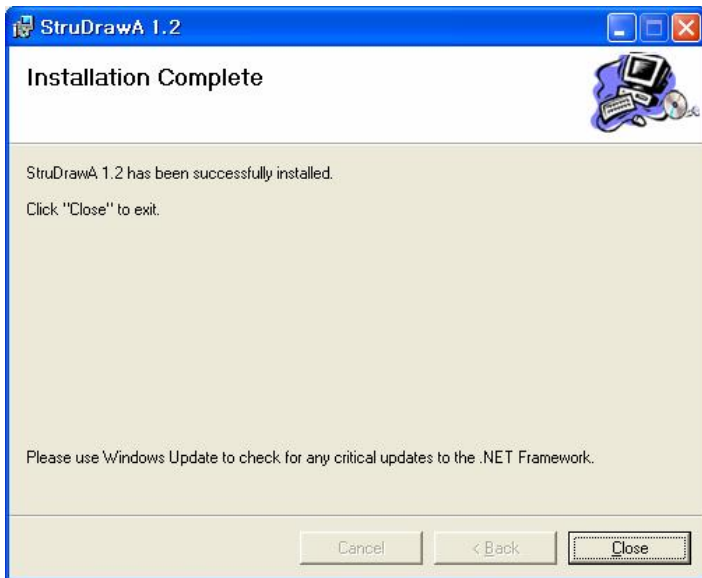 StruDrawA 1.2
Installation Complete
StruDrawA 1.2 has been successfully installed.
Click "Close" to exit.
Please use Windows Update to check for any critical updates to the .NET Framework.
Cancel
< Back
Close